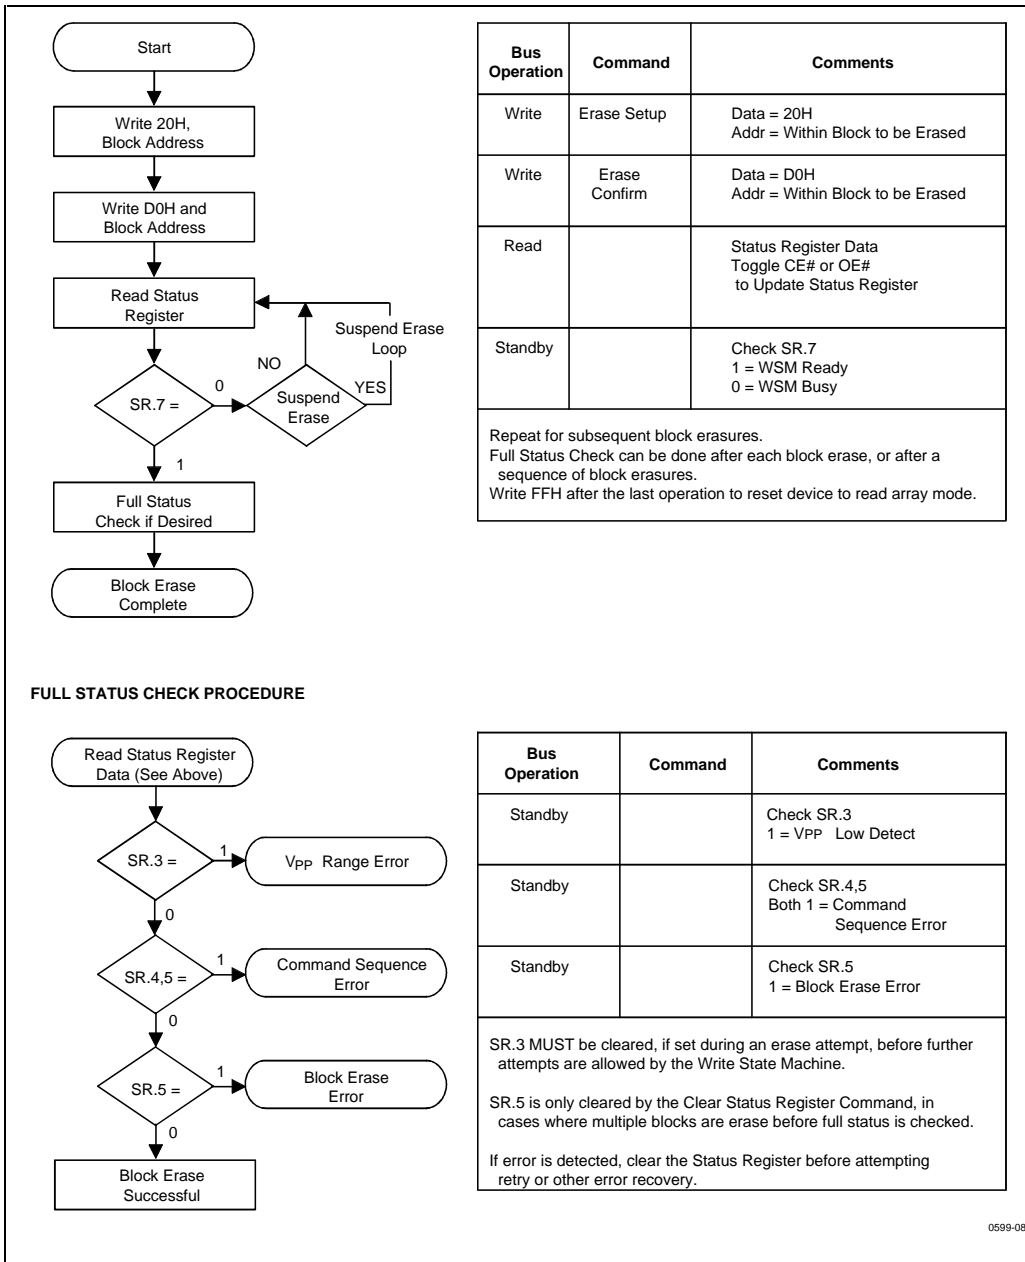 Start
Write 20H,
Block Address
Write D0H and
Block Address
Read Status
Register
Suspend Erase
Loop
NO
YES
0
SR.7 =
Suspend
Erase
1
Full Status
Check if Desired
Block Erase
Complete
Bus
Operation
Command
Comments
Write
Erase Setup
Data = 20H
Addr = Within Block to be Erased
Write
Erase
Confirm
Data = D0H
Addr = Within Block to be Erased
Read
Status Register Data
Toggle CE# or OE#
to Update Status Register
Standby
Check SR.7
1 = WSM Ready
0 = WSM Busy
Repeat for subsequent block erasures.
Full Status Check can be done after each block erase, or after a
sequence of block erasures.
Write FFH after the last operation to reset device to read array mode.
FULL STATUS CHECK PROCEDURE
Read Status Register
Data (See Above)
SR.3 =
1
VPP Range Error
0
SR.4,5 =
1
Command Sequence
Error
0
SR.5 =
1
Block Erase
Error
0
Block Erase
Successful
Bus
Operation
Command
Comments
Standby
Check SR.3
1 = VPP Low Detect
Standby
Check SR.4,5
Both 1 = Command
Sequence Error
Standby
Check SR.5
1 = Block Erase Error
SR.3 MUST be cleared, if set during an erase attempt, before further
attempts are allowed by the Write State Machine.
SR.5 is only cleared by the Clear Status Register Command, in
cases where multiple blocks are erase before full status is checked.
If error is detected, clear the Status Register before attempting
retry or other error recovery.
0599-08